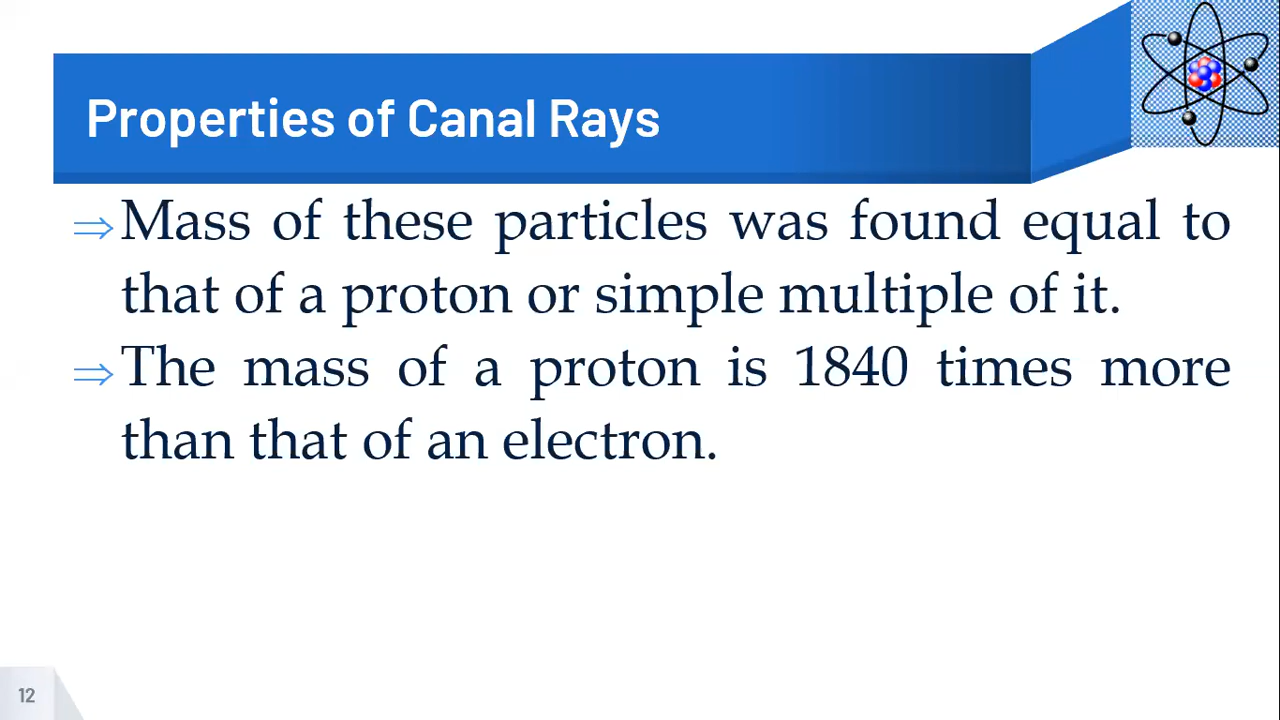 Properties of Canal Rays
⇒Mass of these particles was found equal to
that of a proton or simple multiple of it.
⇒The mass of a proton is 1840 times more
than that of an electron.
12